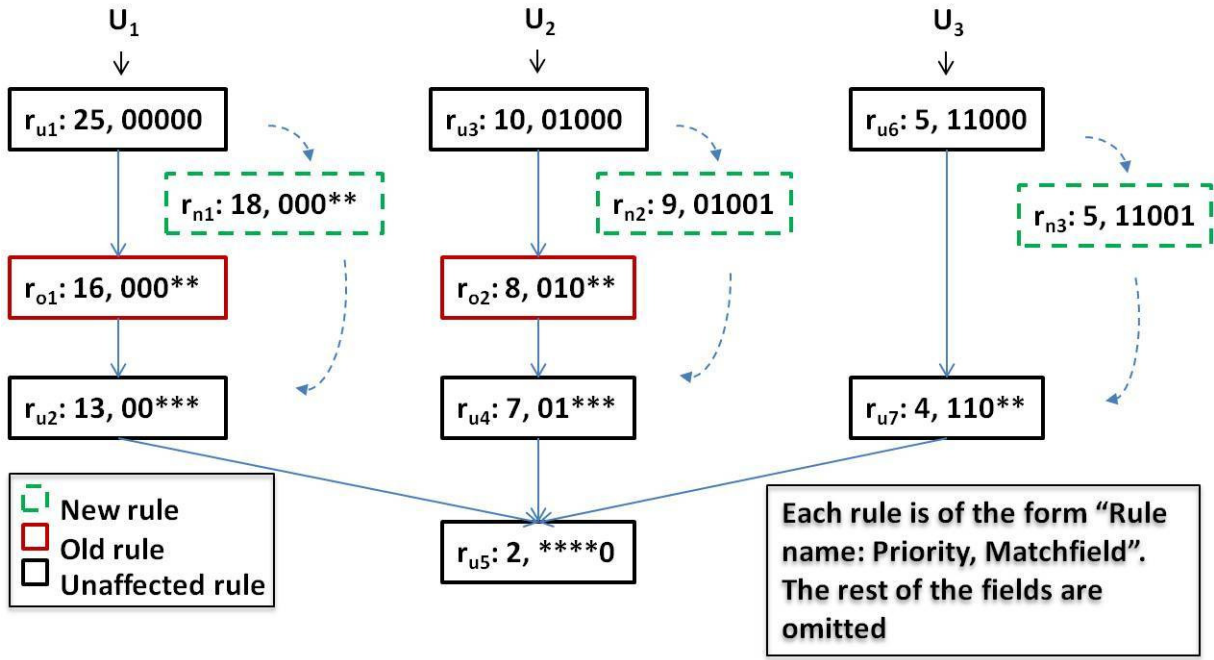 U1 U2 U3
ru1: 25, 00000 ru3: 10, 01000 ru6: 5, 11000
rn1: 18, 000** rn2: 9, 01001 rn3: 5, 11001
ro1: 16, 000** ro2: 8, 010**
ru2: 13, 00*** ru4: 7, 01*** ru7: 4, 110**
ru5: 2, ****0
New rule
Old rule
Unaffected rule
Each rule is of the form “Rule
name: Priority, Matchfield”.
The rest of the fields are
omitted